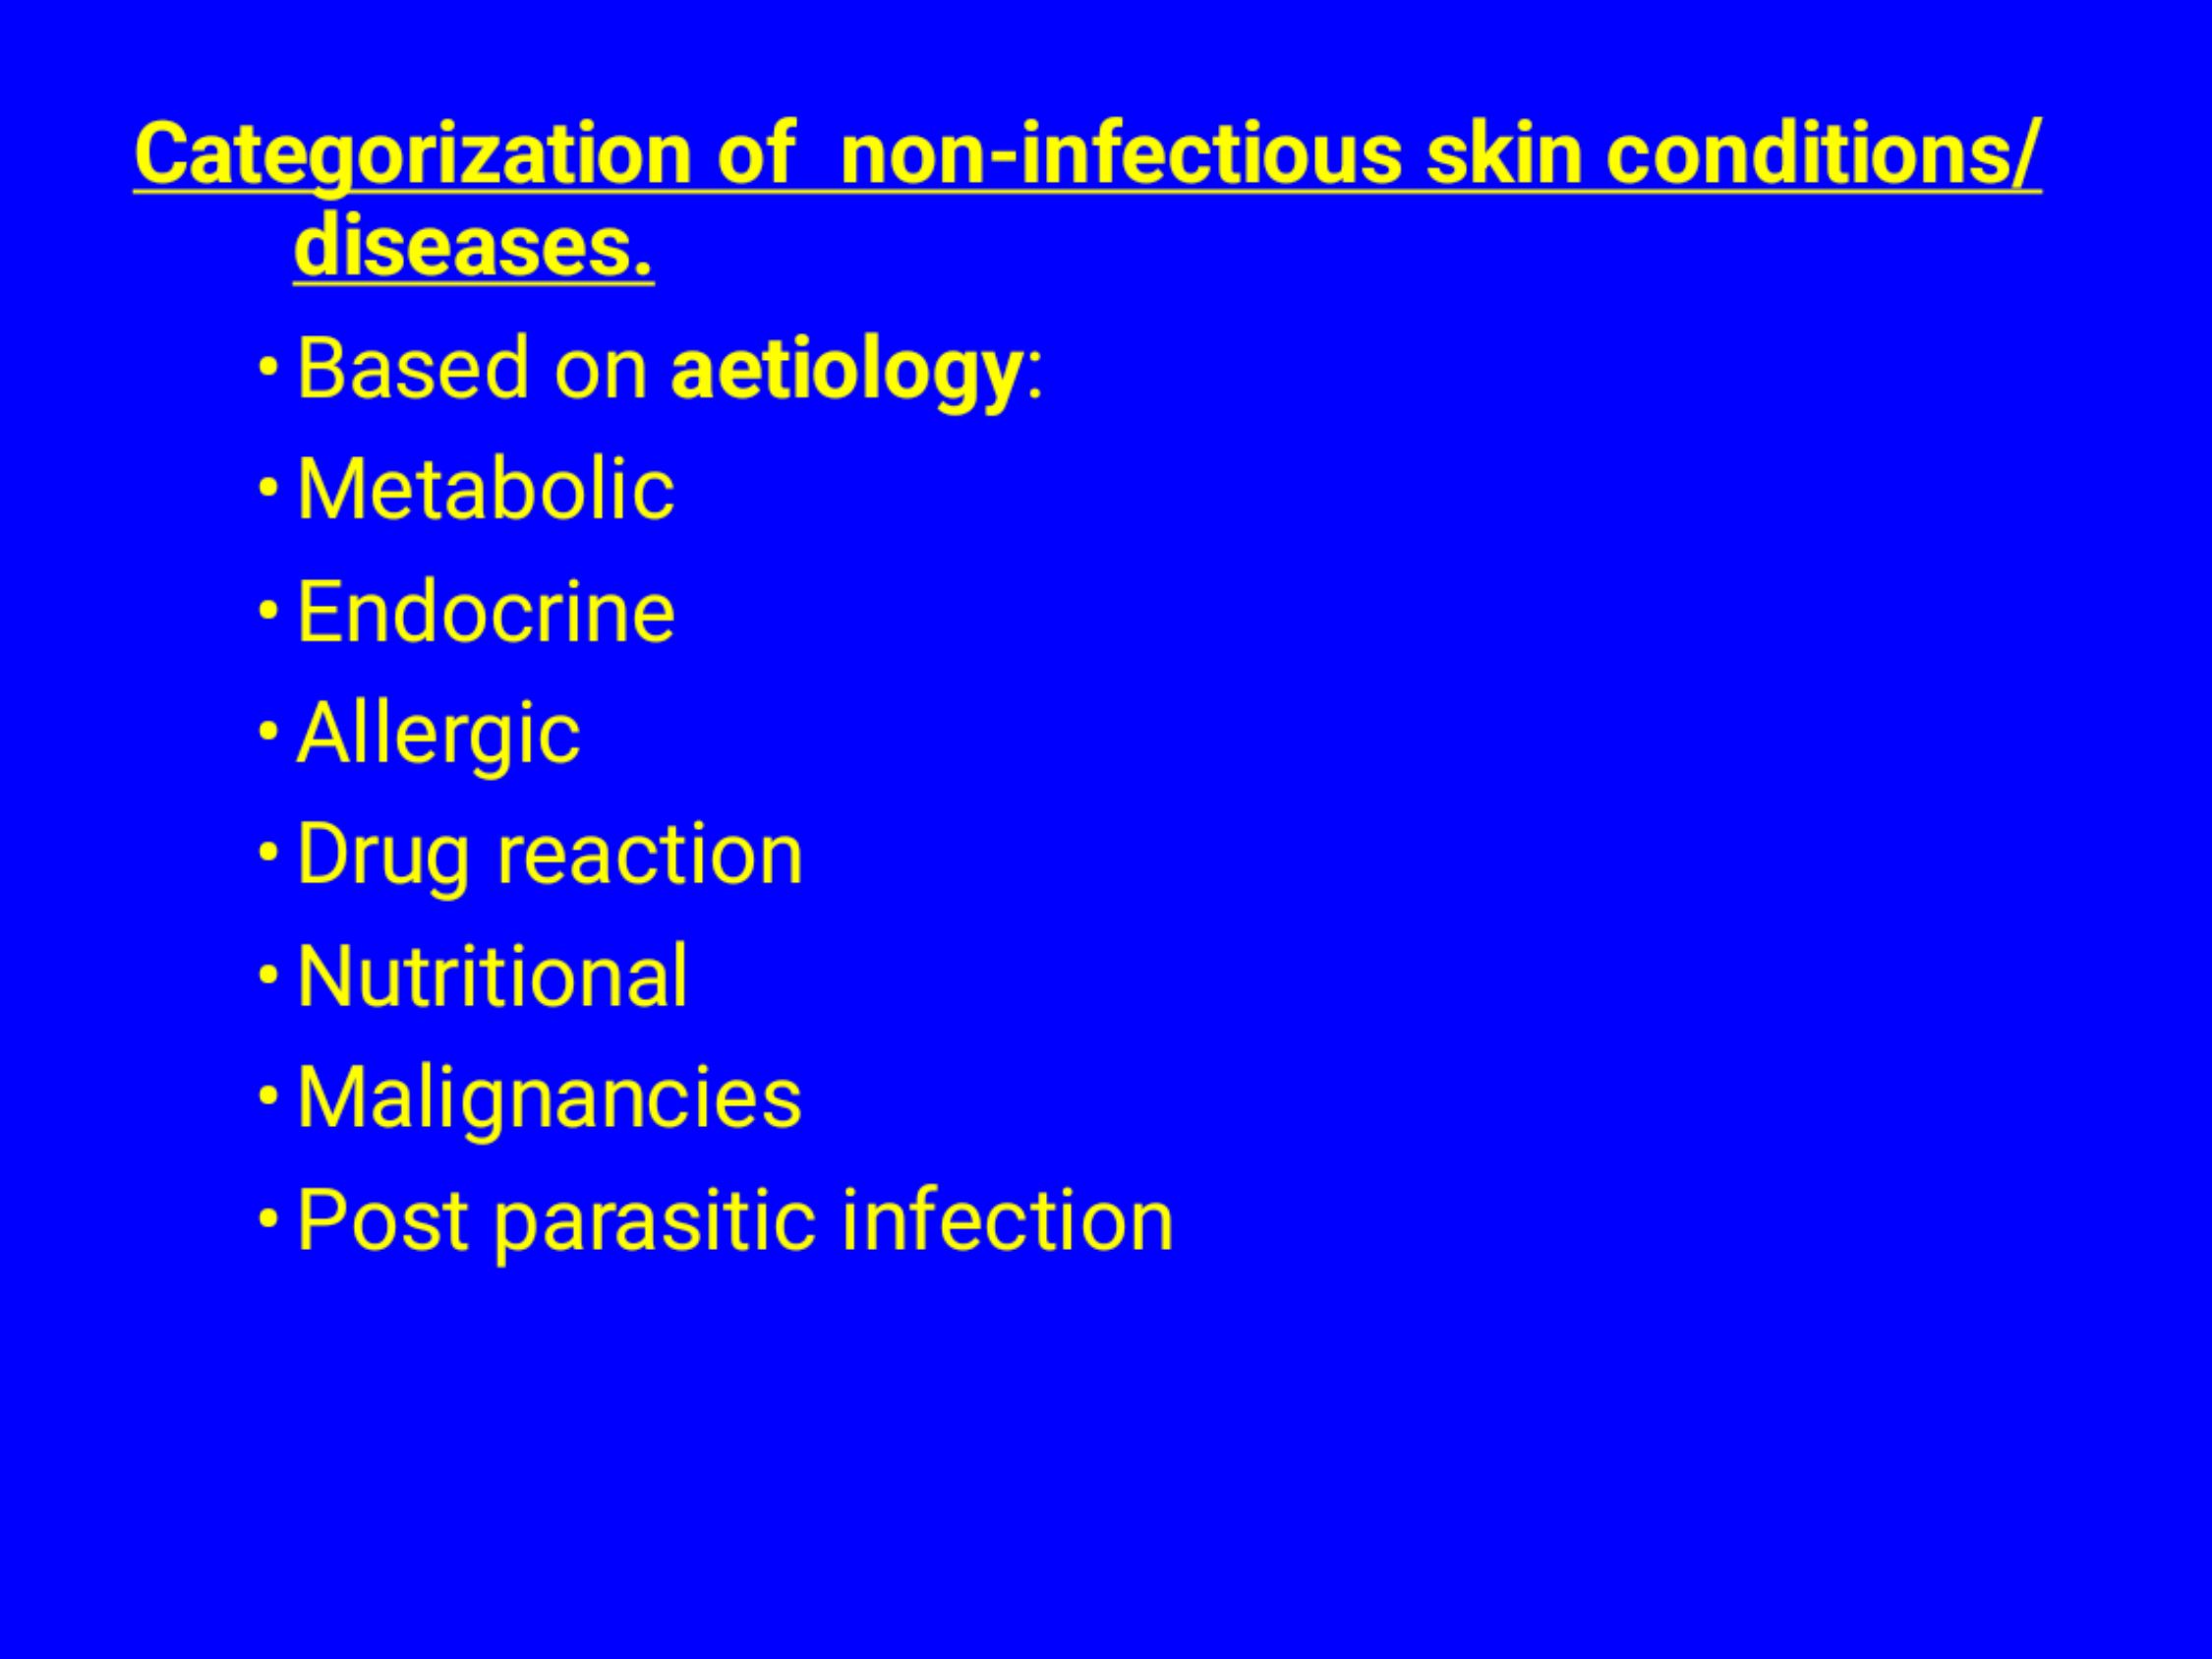 Categorization of  non-infectious skin conditions/
diseases.
• Based on aetiology:
• Metabolic
• Endocrine
• Allergic
• Drug reaction
• Nutritional
• Malignancies
• Post parasitic infection